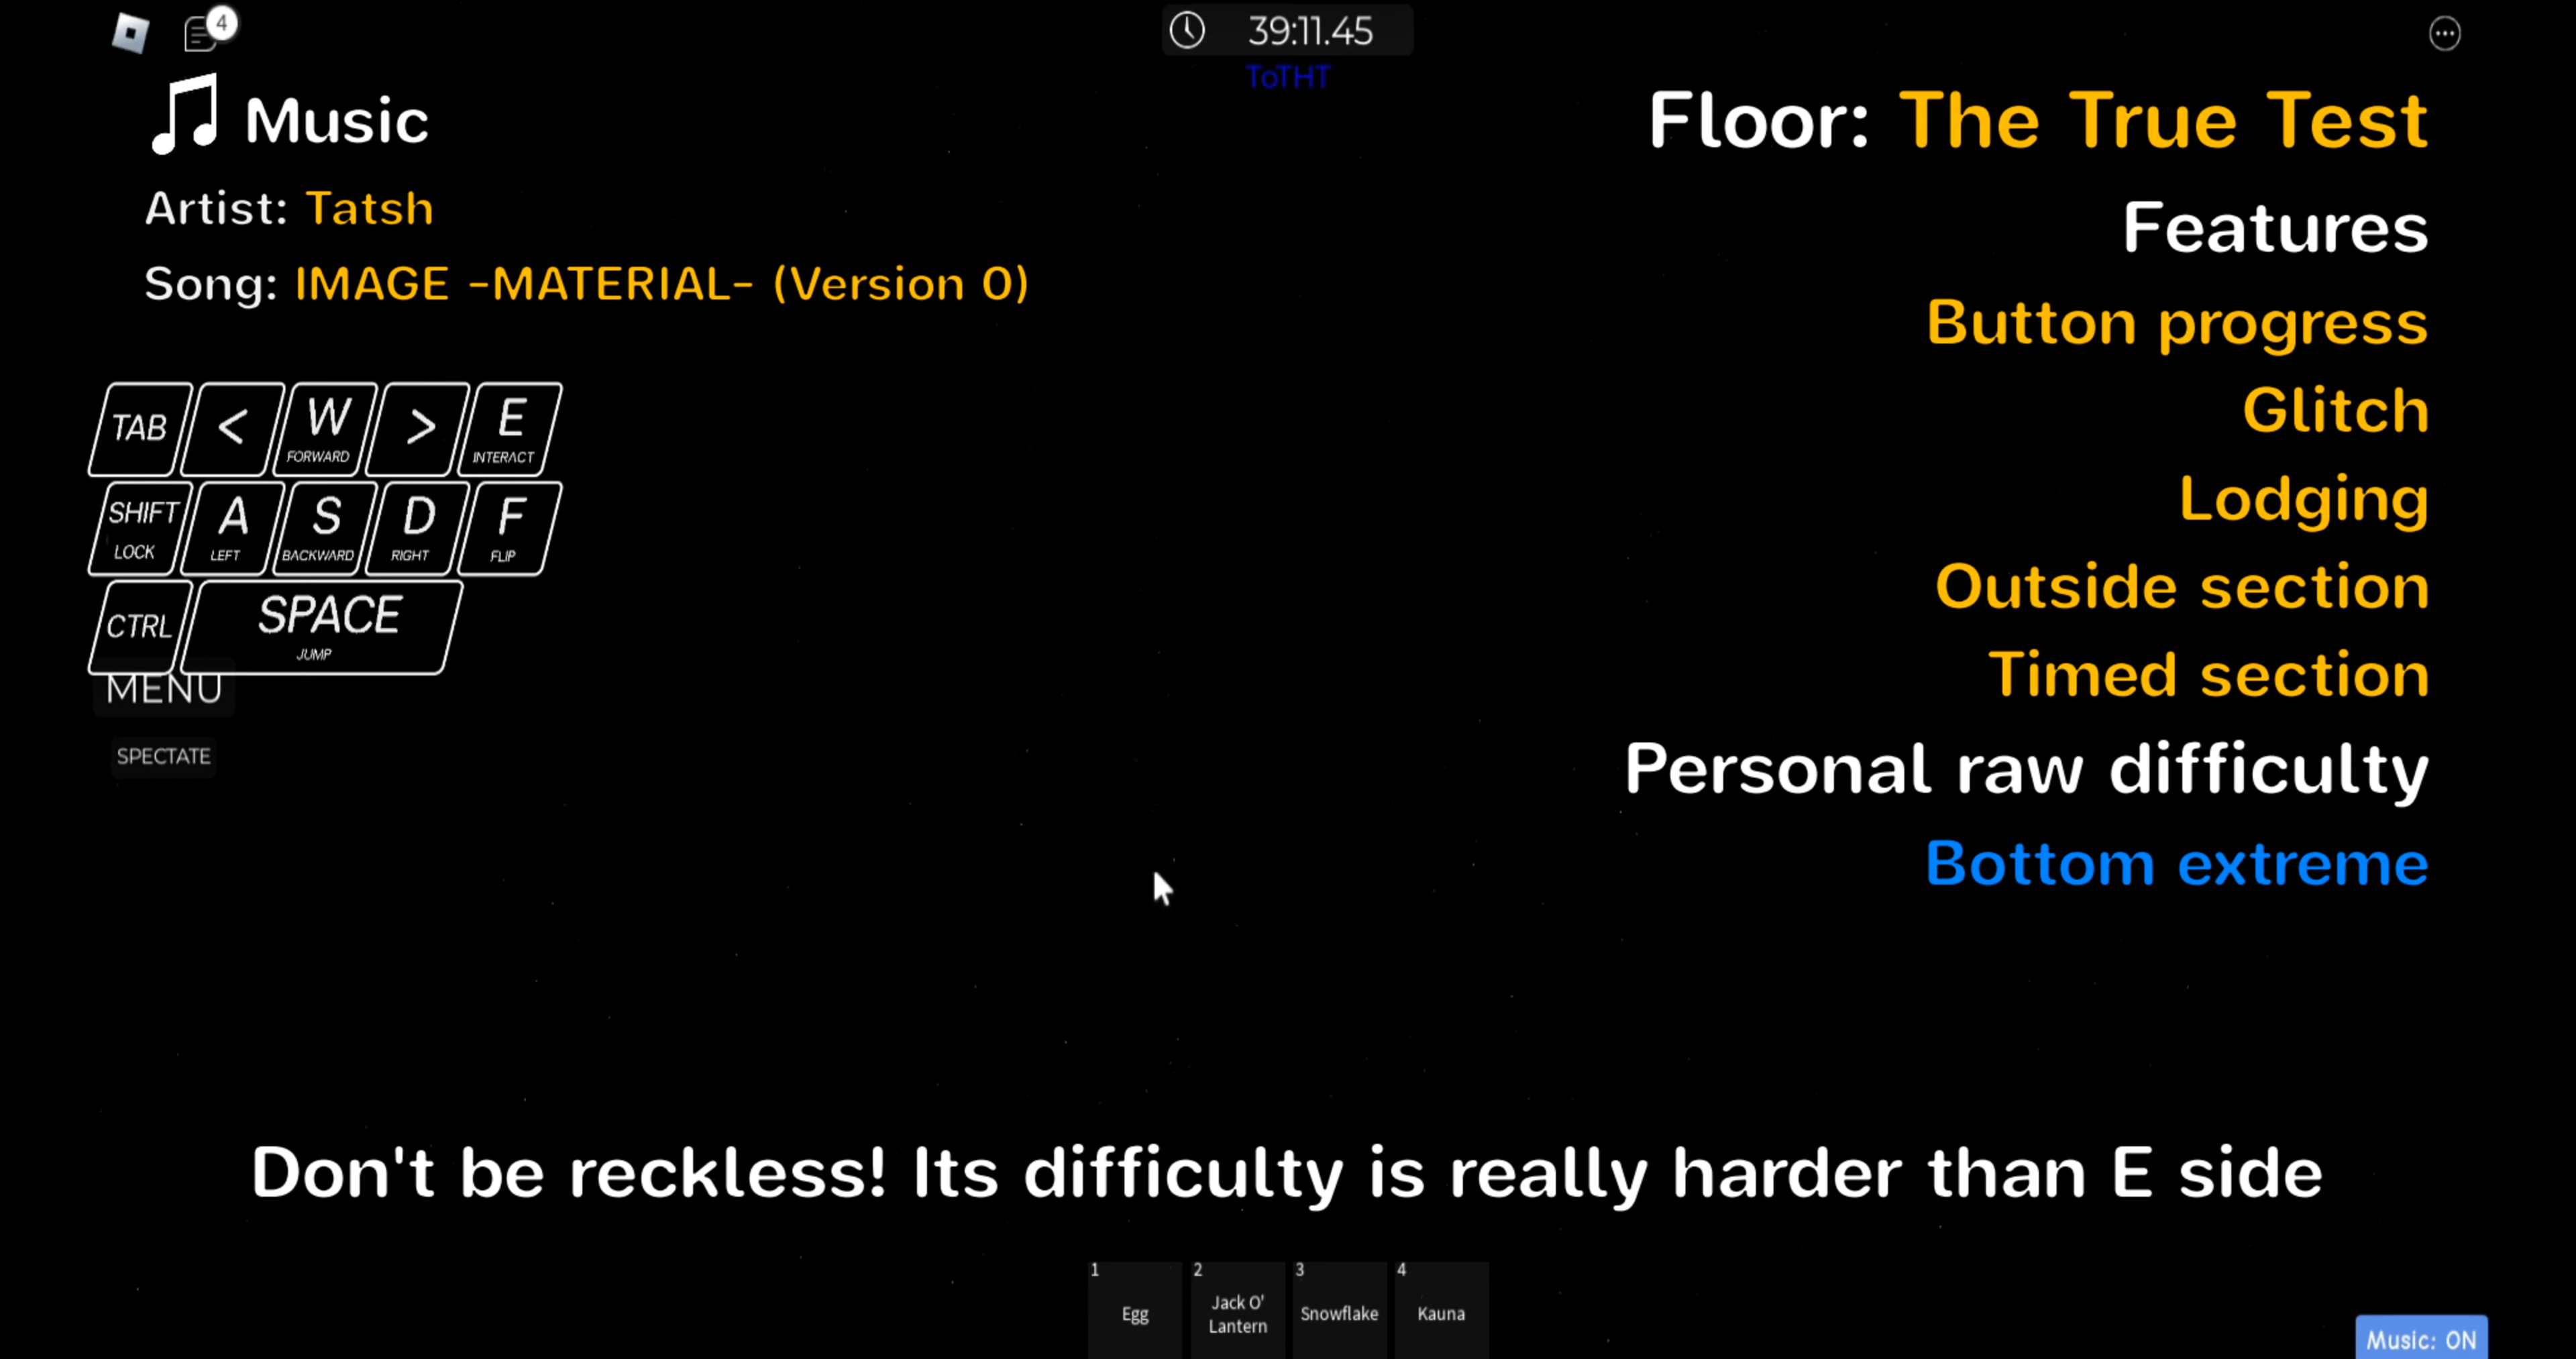 4
39:11.45
ToTHT
Music
Artist: Tatsh
Song: IMAGE -MATERIAL- (Version 0)
Floor: The True Test
Features
Button progress
Glitch
Lodging
Outside section
Timed section
Personal raw difficulty
Bottom extreme
TAB < W > E
FORWARD INTERACT
SHIFT A S D F
LOCK LEFT BACKWARD RIGHT FLIP
CTRL SPACE
JUMP
MENU
SPECTATE
Don't be reckless! Its difficulty is really harder than E side
1 2 3 4
Egg
Jack O'
Lantern
Snowflake
Kauna
Music: ON